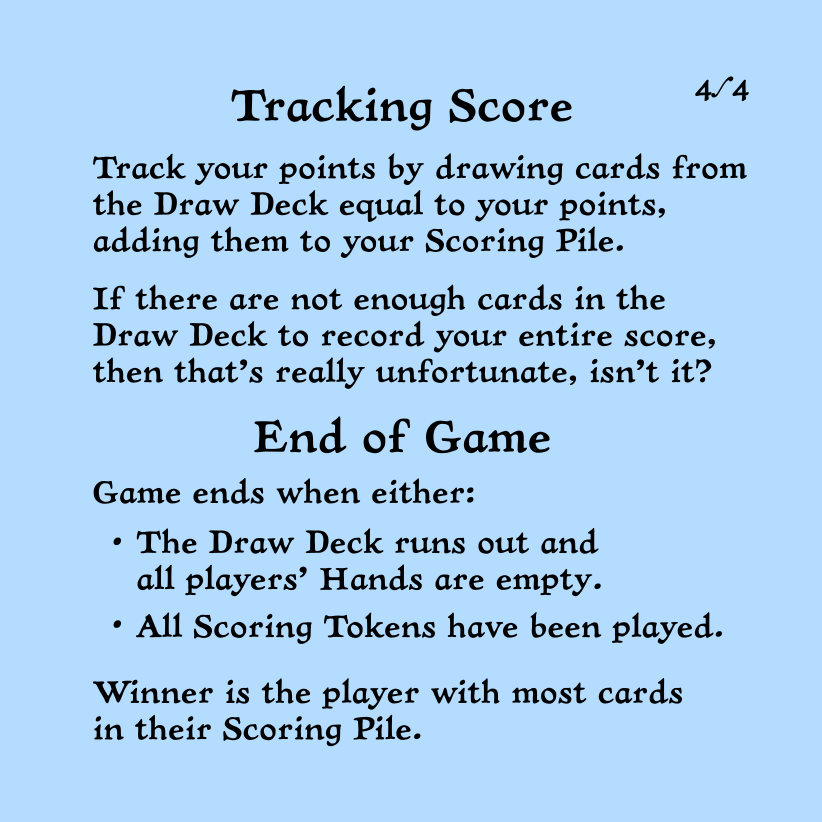 4/4
Tracking Score
Track your points by drawing cards from
the Draw Deck equal to your points,
adding them to your Scoring Pile.
If there are not enough cards in the
Draw Deck to record your entire score,
then that's really unfortunate, isn't it?
End of Game
Game ends when either:
• The Draw Deck runs out and
all players' Hands are empty.
• All Scoring Tokens have been played.
Winner is the player with most cards
in their Scoring Pile.